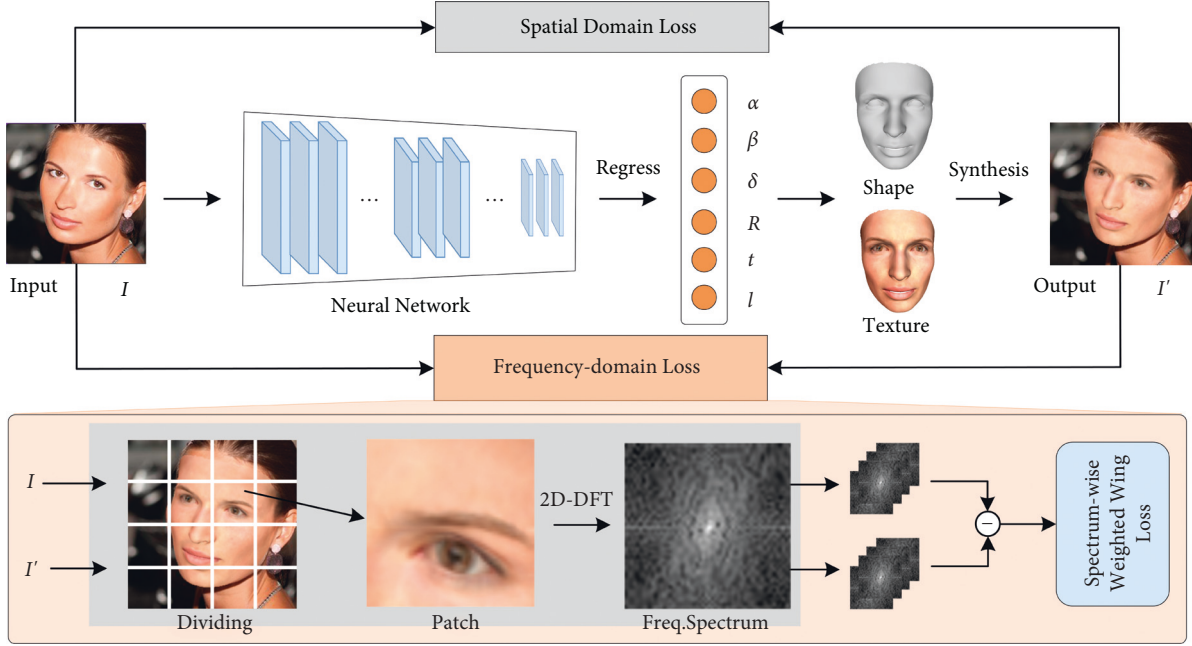 Spatial Domain Loss
Input
I
Neural Network
...
...
Regress
α
β
δ
R
t
l
Shape
Texture
Synthesis
Output
I'
Frequency-domain Loss
I
I'
Dividing
Patch
2D-DFT
Freq.Spectrum
−
Spectrum-wise
Weighted Wing
Loss